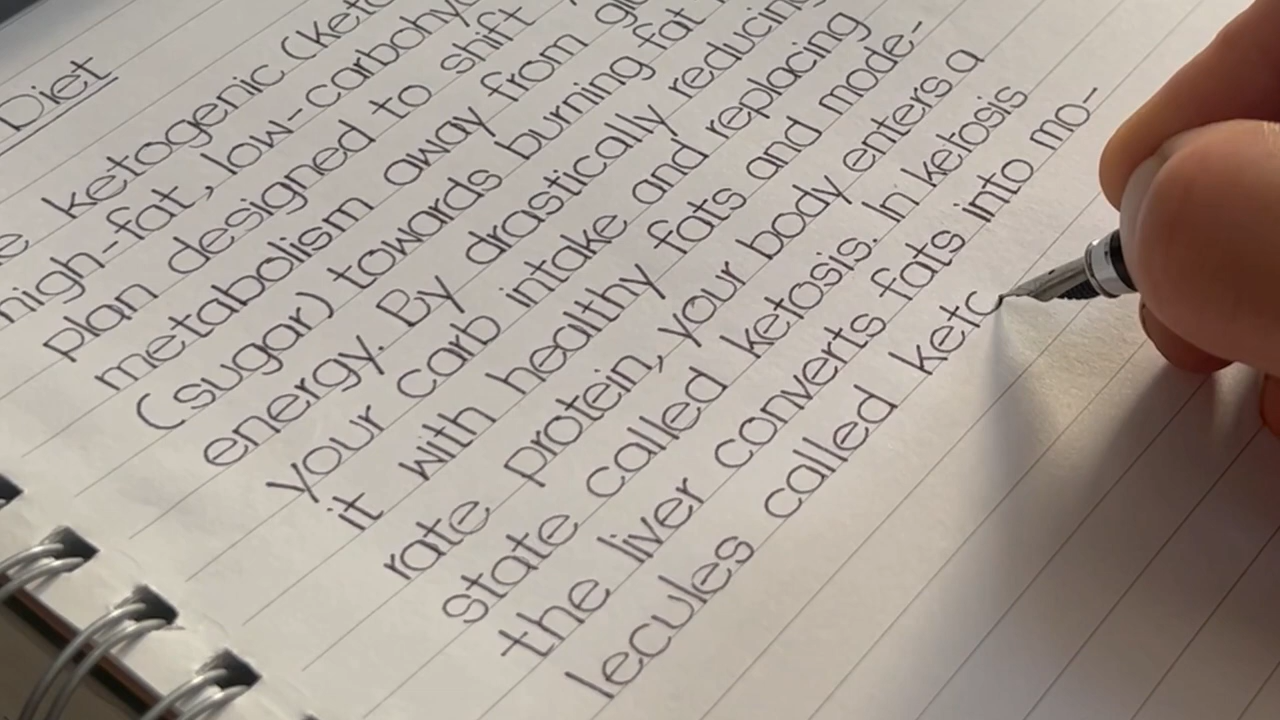 Diet
ketogenic (Keto
high-fat, low-carbohy
plan designed to shift
metabolism away from
(sugar) towards burning fat
energy. By drastically reducing
your carb intake and replacing
it with healthy fats and mode-
rate protein, your body enters a
state called ketosis. In ketosis
the liver converts fats into mo-
lecules called keto